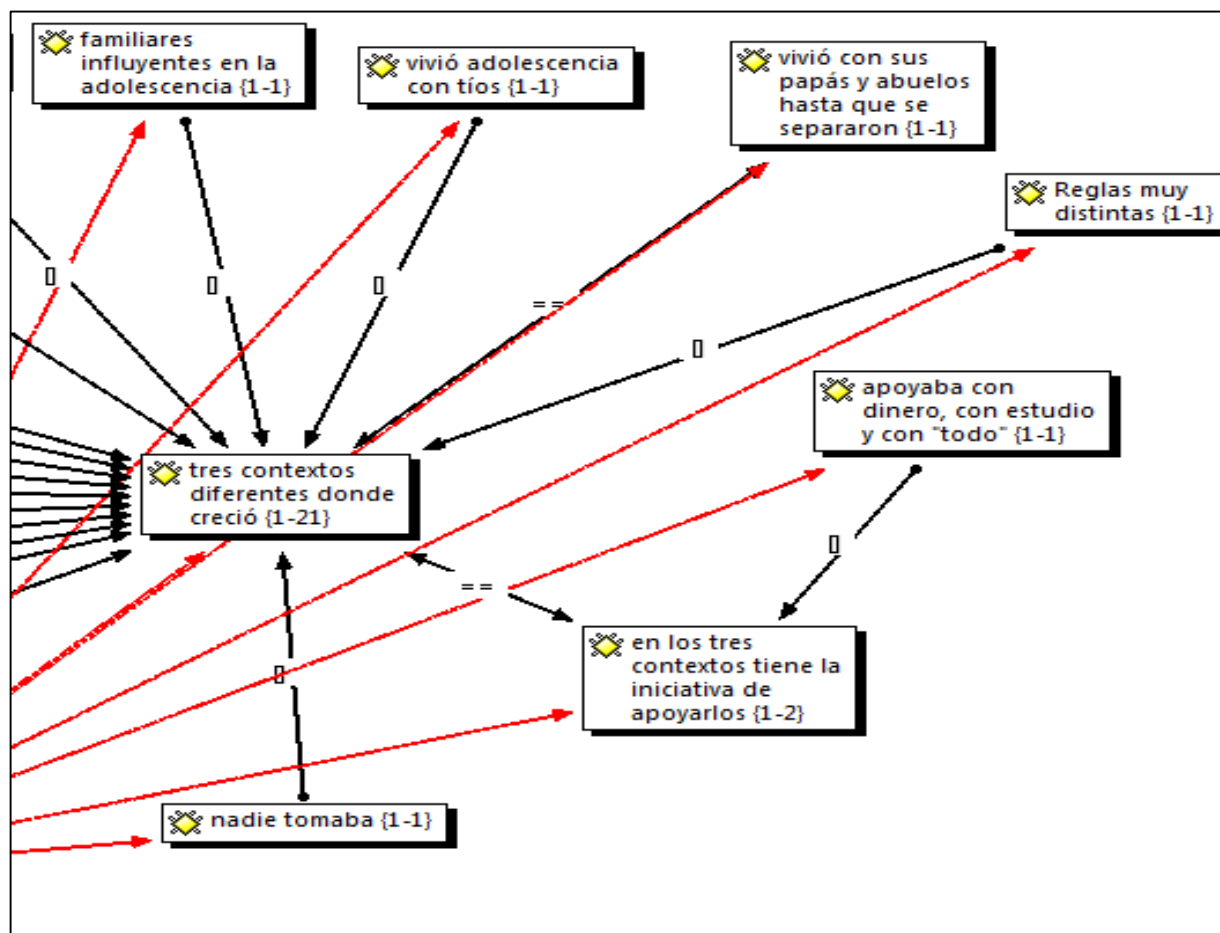 familiares
influyentes en la
adolescencia {1-1}
vivió adolescencia
con tíos {1-1}
vivió con sus
papás y abuelos
hasta que se
separaron {1-1}
Reglas muy
distintas {1-1}
[]
[]
[]
==
[]
apoyaba con
dinero, con estudio
y con "todo" {1-1}
tres contextos
diferentes donde
creció {1-21}
[]
==
en los tres
contextos tiene la
iniciativa de
apoyarlos {1-2}
[]
nadie tomaba {1-1}